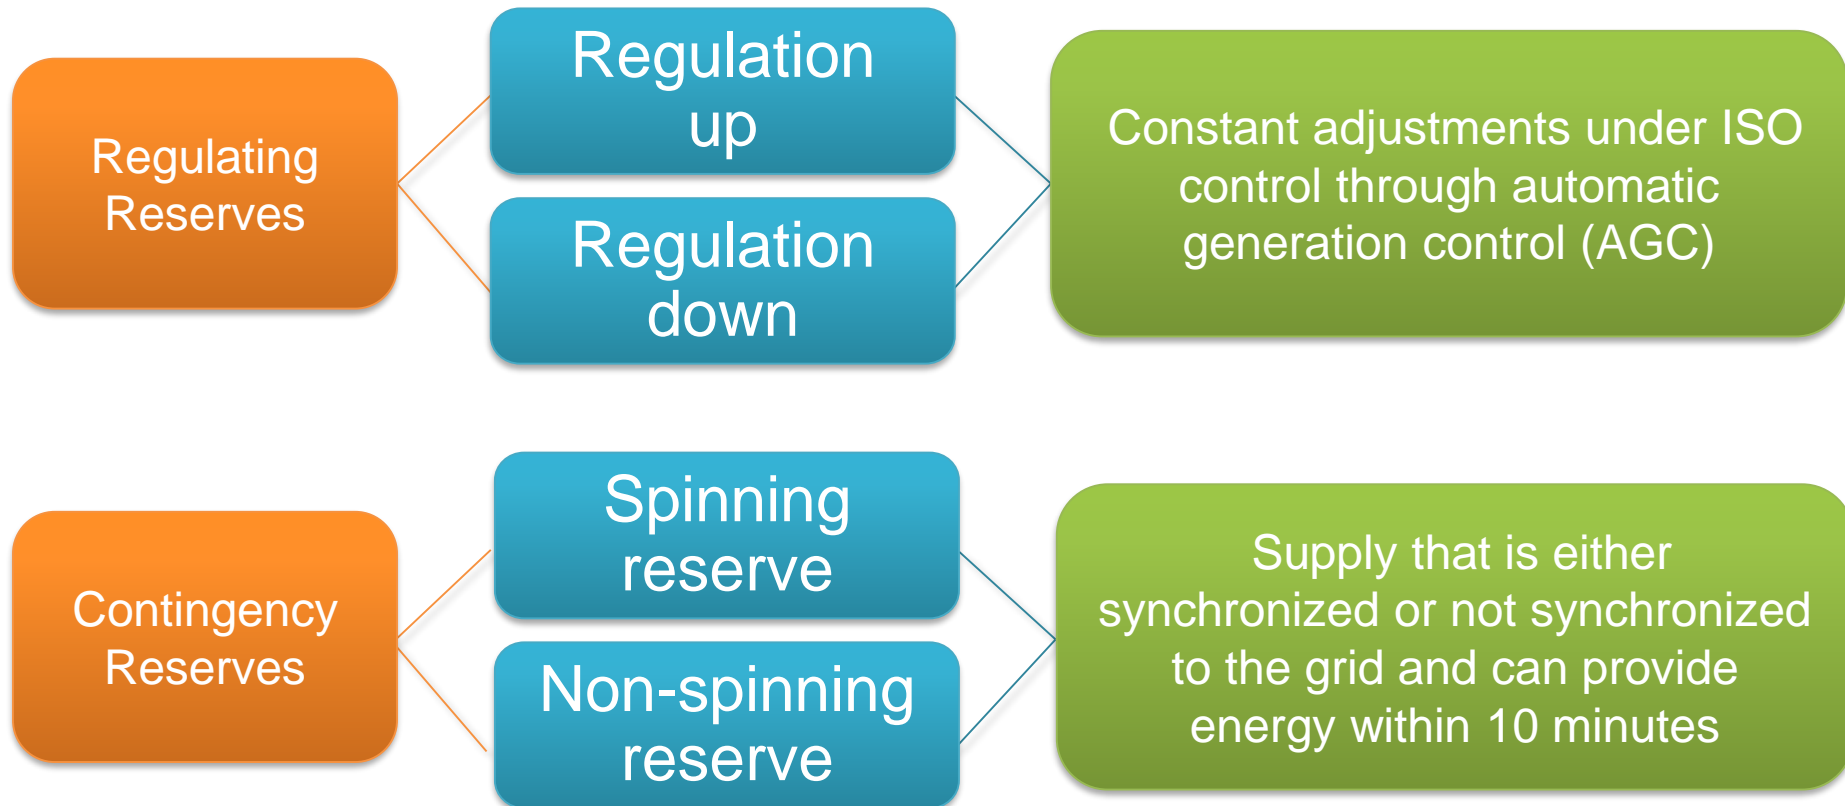 Regulating
Reserves
Regulation
up
Regulation
down
Constant adjustments under ISO
control through automatic
generation control (AGC)
Contingency
Reserves
Spinning
reserve
Non-spinning
reserve
Supply that is either
synchronized or not synchronized
to the grid and can provide
energy within 10 minutes